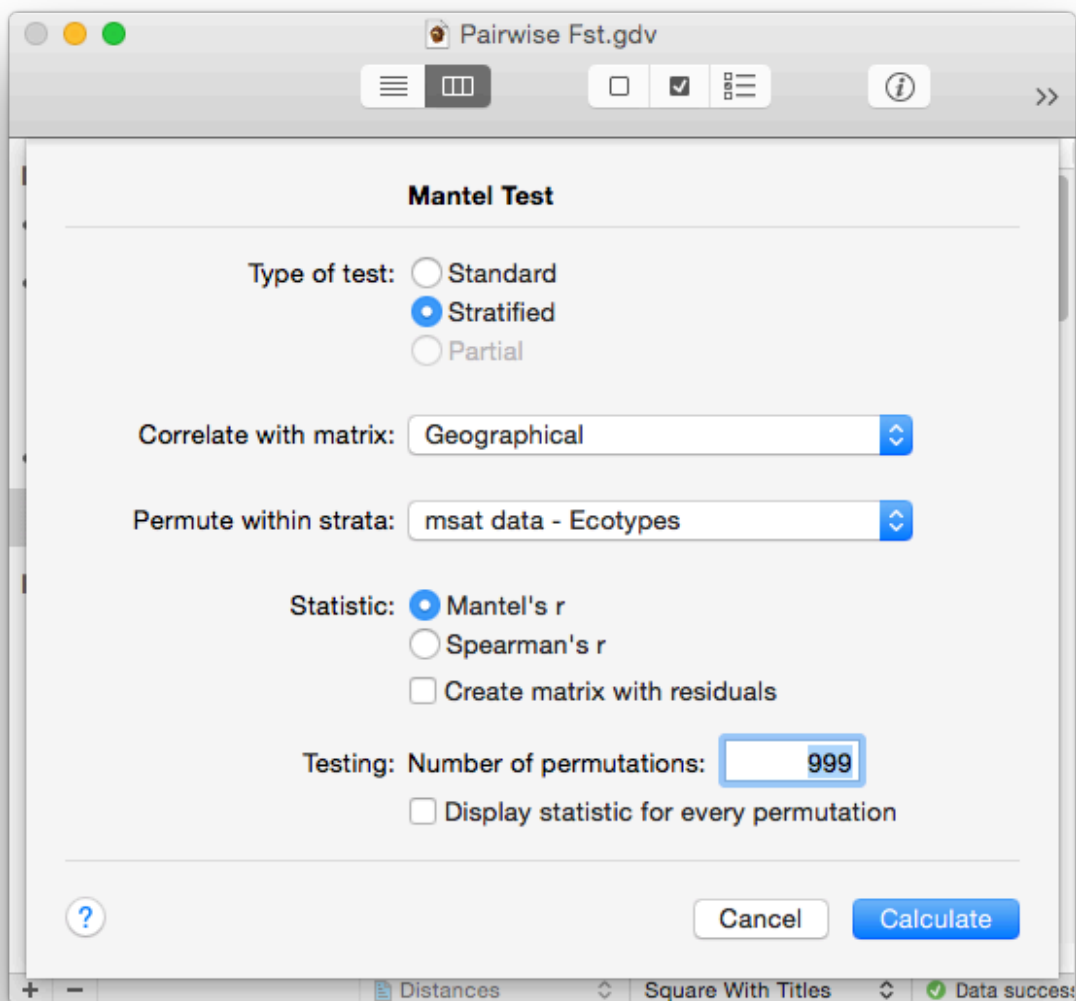 Pairwise Fst.gdv
Mantel Test
Type of test: Standard
Stratified
Partial
Correlate with matrix: Geographical
Permute within strata: msat data - Ecotypes
Statistic: Mantel's r
Spearman's r
Create matrix with residuals
Testing: Number of permutations: 999
Display statistic for every permutation
? Cancel Calculate
+ − Distances Square With Titles Data success